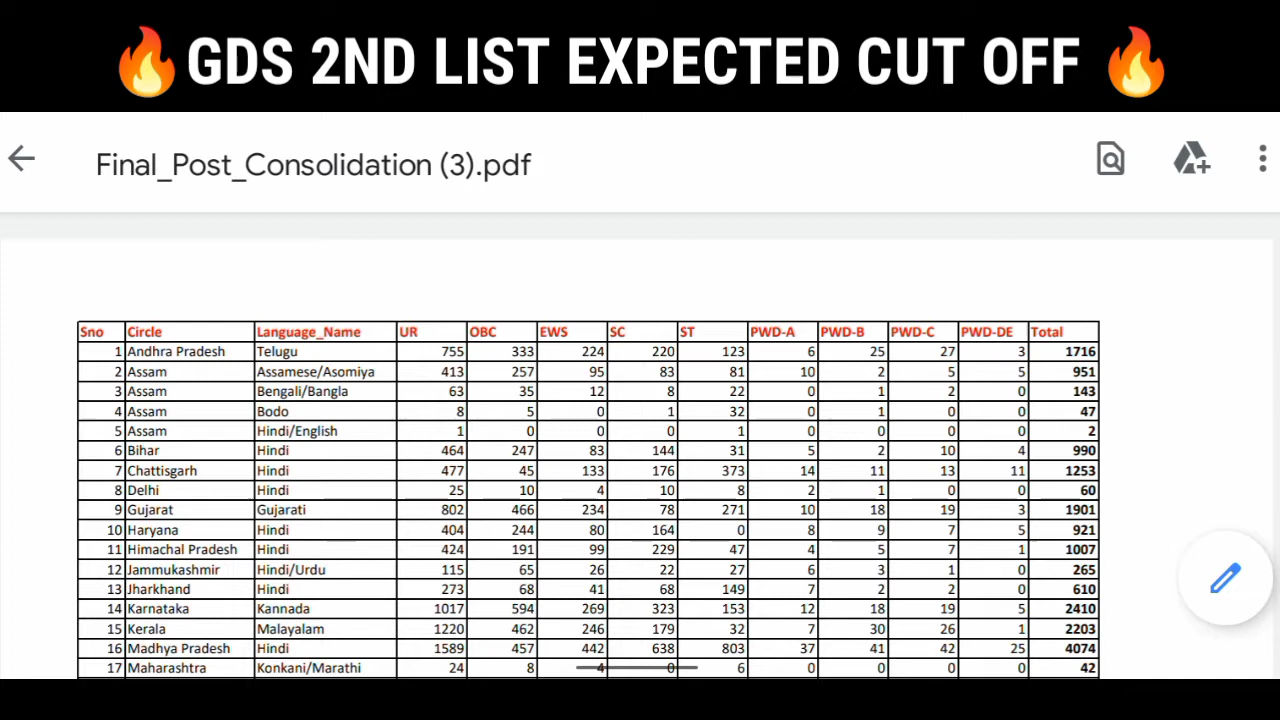 🔥GDS 2ND LIST EXPECTED CUT OFF 🔥
Final_Post_Consolidation (3).pdf
Sno Circle Language_Name UR OBC EWS SC ST PWD-A PWD-B PWD-C PWD-DE Total
1 Andhra Pradesh Telugu 755 333 224 220 123 6 25 27 3 1716
2 Assam Assamese/Asomiya 413 257 95 83 81 10 2 5 5 951
3 Assam Bengali/Bangla 63 35 12 8 22 0 1 2 0 143
4 Assam Bodo 8 5 0 1 32 0 1 0 0 47
5 Assam Hindi/English 1 0 0 0 1 0 0 0 0 2
6 Bihar Hindi 464 247 83 144 31 5 2 10 4 990
7 Chattisgarh Hindi 477 45 133 176 373 14 11 13 11 1253
8 Delhi Hindi 25 10 4 10 8 2 1 0 0 60
9 Gujarat Gujarati 802 466 234 78 271 10 18 19 3 1901
10 Haryana Hindi 404 244 80 164 0 8 9 7 5 921
11 Himachal Pradesh Hindi 424 191 99 229 47 4 5 7 1 1007
12 Jammukashmir Hindi/Urdu 115 65 26 22 27 6 3 1 0 265
13 Jharkhand Hindi 273 68 41 68 149 7 2 2 0 610
14 Karnataka Kannada 1017 594 269 323 153 12 18 19 5 2410
15 Kerala Malayalam 1220 462 246 179 32 7 30 26 1 2203
16 Madhya Pradesh Hindi 1589 457 442 638 803 37 41 42 25 4074
17 Maharashtra Konkani/Marathi 24 8 4 0 6 0 0 0 0 42